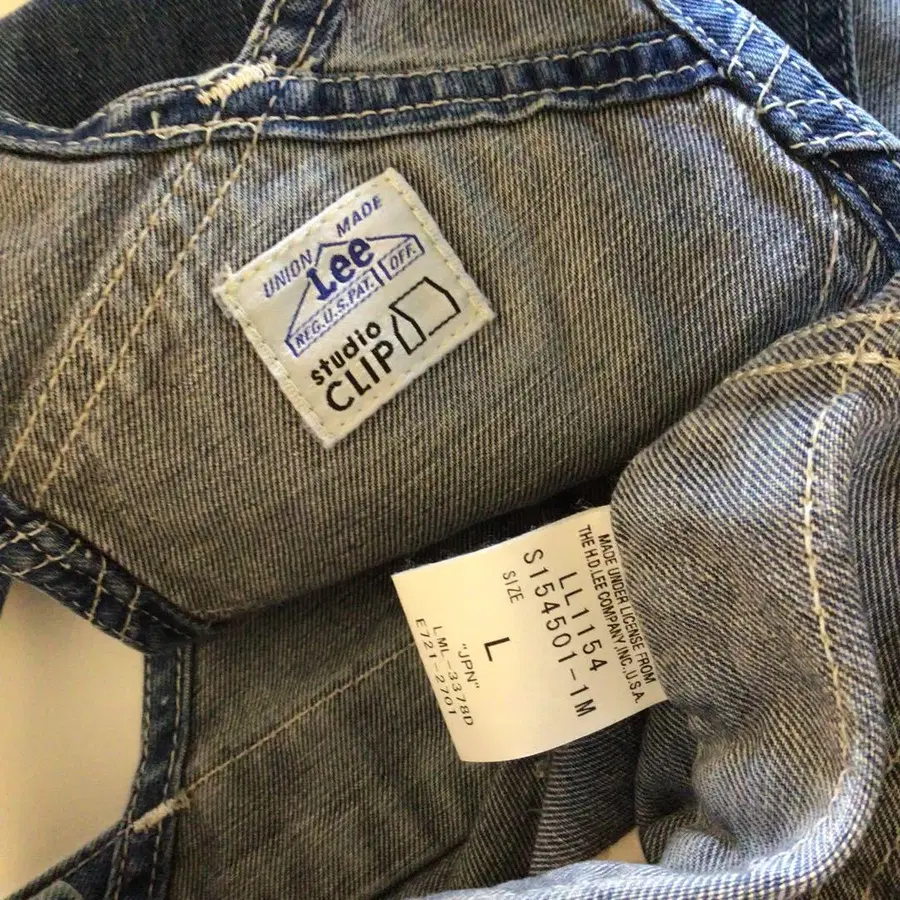 UNION MADE
Lee
REG.U.S.PAT. OFF.
studio
CLIP
MADE UNDER LICENSE FROM
THE H.D.LEE COMPANY,INC.,U.S.A.
LL1154
S154501-1M
SIZE
L
"JPN"
LML-3378D
E721-2701